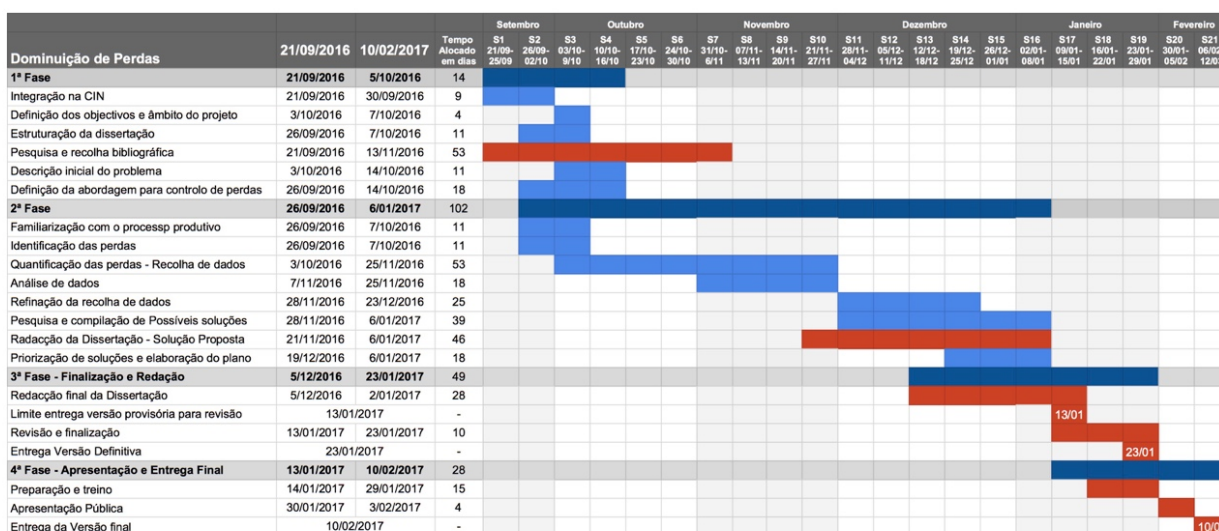 Setembro Outubro Novembro Dezembro Janeiro Fevereiro
Dominuição de Perdas 21/09/2016 10/02/2017 Tempo Alocado em dias S1 21/09-25/09 S2 26/09-02/10 S3 03/10-9/10 S4 10/10-16/10 S5 17/10-23/10 S6 24/10-30/10 S7 31/10-6/11 S8 07/11-13/11 S9 14/11-20/11 S10 21/11-27/11 S11 28/11-04/12 S12 05/12-11/12 S13 12/12-18/12 S14 19/12-25/12 S15 26/12-01/01 S16 02/01-08/01 S17 09/01-15/01 S18 16/01-22/01 S19 23/01-29/01 S20 30/01-05/02 S21
1ª Fase 21/09/2016 5/10/2016 14
Integração na CIN 21/09/2016 30/09/2016 9
Definição dos objectivos e âmbito do projeto 3/10/2016 7/10/2016 4
Estruturação da dissertação 26/09/2016 7/10/2016 11
Pesquisa e recolha bibliográfica 21/09/2016 13/11/2016 53
Descrição inicial do problema 3/10/2016 14/10/2016 11
Definição da abordagem para controlo de perdas 26/09/2016 14/10/2016 18
2ª Fase 26/09/2016 6/01/2017 102
Familiarização com o processp produtivo 26/09/2016 7/10/2016 11
Identificação das perdas 26/09/2016 7/10/2016 11
Quantificação das perdas - Recolha de dados 3/10/2016 25/11/2016 53
Análise de dados 7/11/2016 25/11/2016 18
Refinação da recolha de dados 28/11/2016 23/12/2016 25
Pesquisa e compilação de Possíveis soluções 28/11/2016 6/01/2017 39
Radacção da Dissertação - Solução Proposta 21/11/2016 6/01/2017 46
Priorização de soluções e elaboração do plano 19/12/2016 6/01/2017 18
3ª Fase - Finalização e Redação 5/12/2016 23/01/2017 49
Redacção final da Dissertação 5/12/2016 2/01/2017 28
Limite entrega versão provisória para revisão 13/01/2017 - 13/01
Revisão e finalização 13/01/2017 23/01/2017 10
Entrega Versão Definitiva 23/01/2017 - 23/01
4ª Fase - Apresentação e Entrega Final 13/01/2017 10/02/2017 28
Preparação e treino 14/01/2017 29/01/2017 15
Apresentação Pública 30/01/2017 3/02/2017 4
Entrega da Versão final 10/02/2017 -